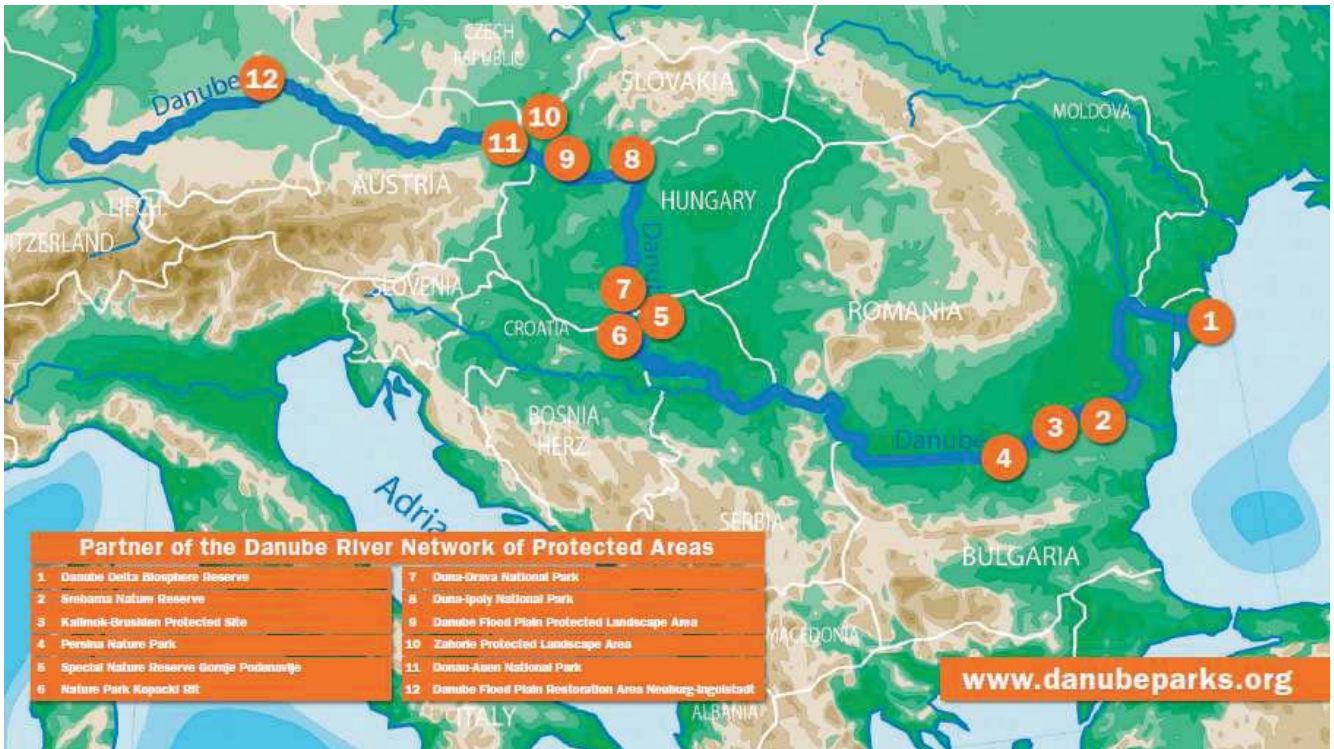 CZECH
REPUBLIC
Danube
12
SLOVAKIA
10
MOLDOVA
11
9
8
AUSTRIA
HUNGARY
LIECH
SLOVENIA
Danube
7
5
6
CROATIA
ROMANIA
1
BOSNIA
HERZ.
Danube
4
3
2
Adria
SERBIA
BULGARIA
MACEDONIA
ITALY
ALBANIA
Partner of the Danube River Network of Protected Areas
1 Danube Delta Biosphere Reserve
2 Srebarna Nature Reserve
3 Kalimok-Brushlen Protected Site
4 Persina Nature Park
5 Special Nature Reserve Gornje Podunavlje
6 Nature Park Kopacki Rit
7 Duna-Drava National Park
8 Duna-Ipoly National Park
9 Danube Flood Plain Protected Landscape Area
10 Zahorie Protected Landscape Area
11 Donau-Auen National Park
12 Danube Flood Plain Restoration Area Neuburg-Ingolstadt
www.danubeparks.org